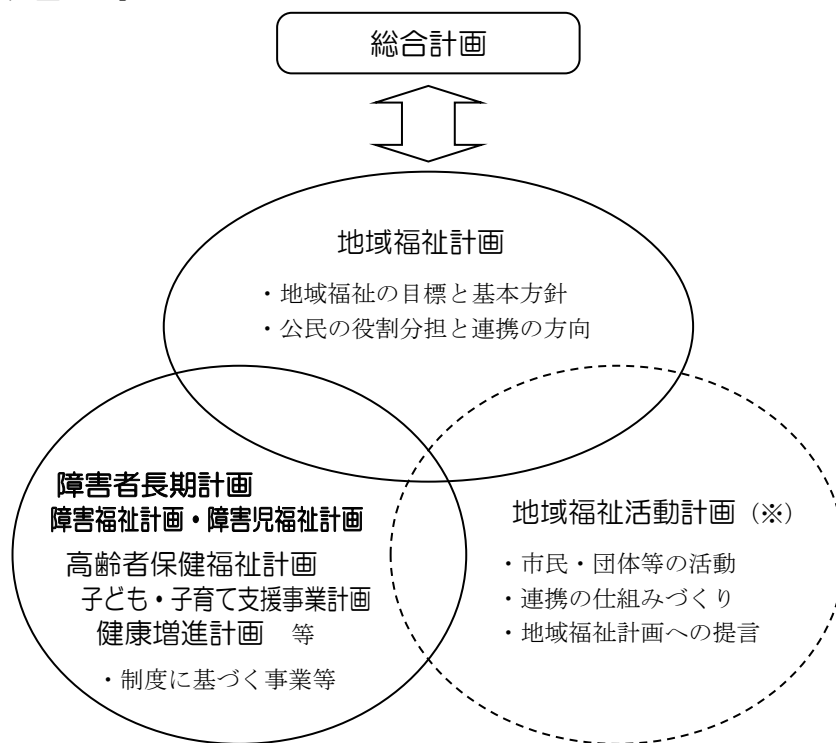 総合計画
地域福祉計画
・地域福祉の目標と基本方針
・公民の役割分担と連携の方向
障害者長期計画
障害福祉計画・障害児福祉計画
高齢者保健福祉計画
子ども・子育て支援事業計画
健康増進計画 等
・制度に基づく事業等
地域福祉活動計画（※）
・市民・団体等の活動
・連携の仕組みづくり
・地域福祉計画への提言